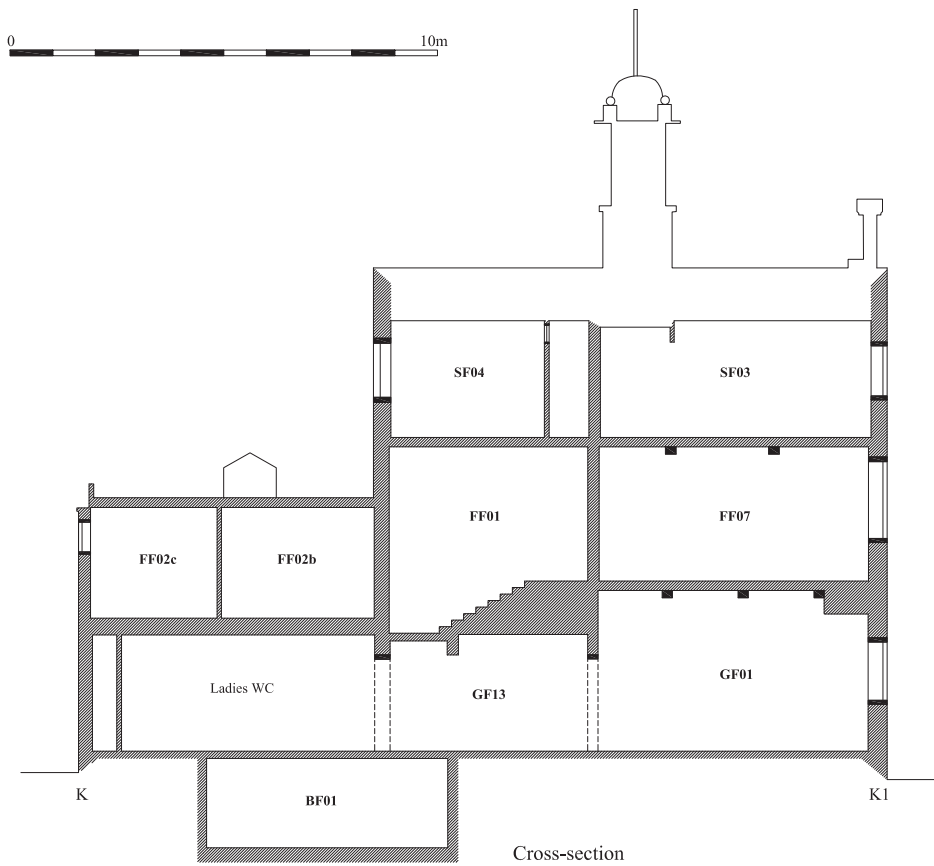 0 10m
SF04 SF03
FF01 FF07
FF02c FF02b
Ladies WC GF13 GF01
K K1
BF01
Cross-section